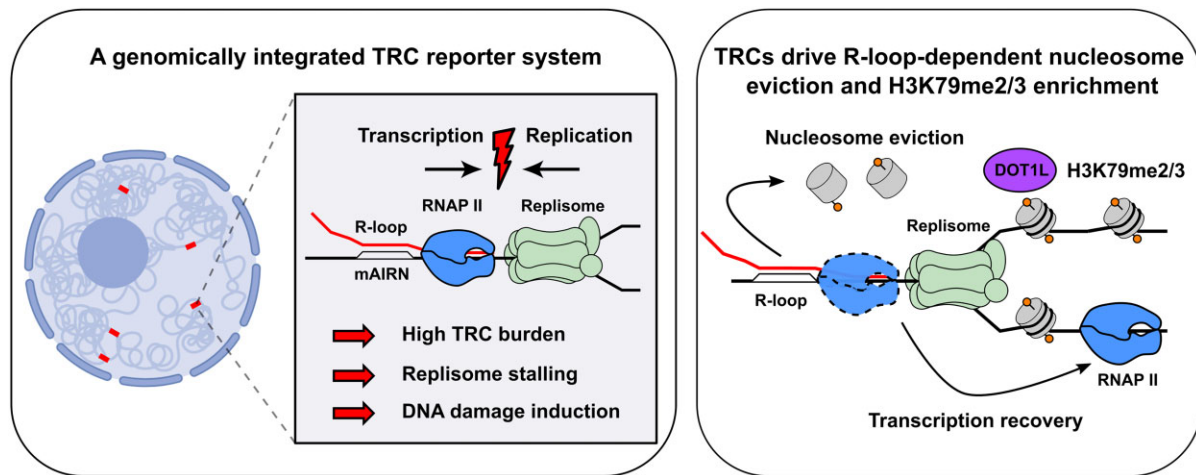 A genomically integrated TRC reporter system
Transcription
Replication
RNAP II
Replisome
R-loop
mAIRN
High TRC burden
Replisome stalling
DNA damage induction
TRCs drive R-loop-dependent nucleosome
eviction and H3K79me2/3 enrichment
Nucleosome eviction
DOT1L
H3K79me2/3
Replisome
R-loop
RNAP II
Transcription recovery